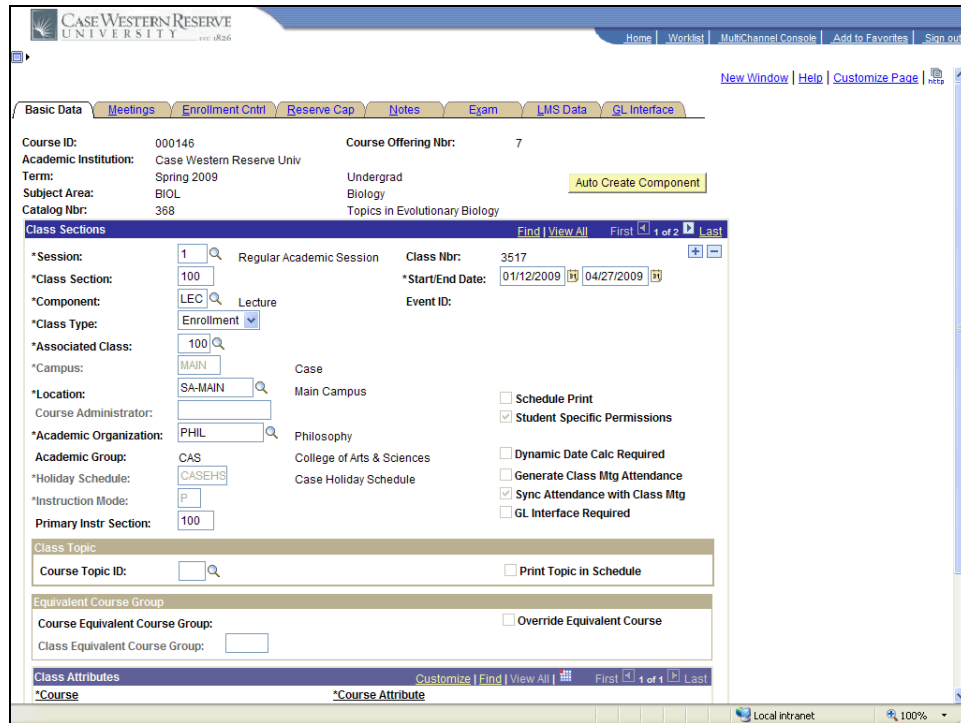 CASE WESTERN RESERVE
UNIVERSITY EST 1826
Home | Worklist | MultiChannel Console | Add to Favorites | Sign out
New Window | Help | Customize Page | http
Basic Data Meetings Enrollment Cntrl Reserve Cap Notes Exam LMS Data GL Interface
Course ID: 000146 Course Offering Nbr: 7
Academic Institution: Case Western Reserve Univ
Term: Spring 2009 Undergrad Auto Create Component
Subject Area: BIOL Biology
Catalog Nbr: 368 Topics in Evolutionary Biology
Class Sections Find | View All First 1 of 2 Last
*Session: 1 Regular Academic Session Class Nbr: 3517
*Class Section: 100 *Start/End Date: 01/12/2009 31 04/27/2009 31
*Component: LEC Lecture Event ID:
*Class Type: Enrollment
*Associated Class: 100
*Campus: MAIN Case
*Location: SA-MAIN Main Campus Schedule Print
Course Administrator: Student Specific Permissions
*Academic Organization: PHIL Philosophy
Academic Group: CAS College of Arts & Sciences Dynamic Date Calc Required
*Holiday Schedule: CASEHS Case Holiday Schedule Generate Class Mtg Attendance
*Instruction Mode: P Sync Attendance with Class Mtg
Primary Instr Section: 100 GL Interface Required
Class Topic
Course Topic ID: Print Topic in Schedule
Equivalent Course Group
Course Equivalent Course Group: Override Equivalent Course
Class Equivalent Course Group:
Class Attributes Customize | Find | View All | First 1 of 1 Last
*Course *Course Attribute
Local intranet 100%